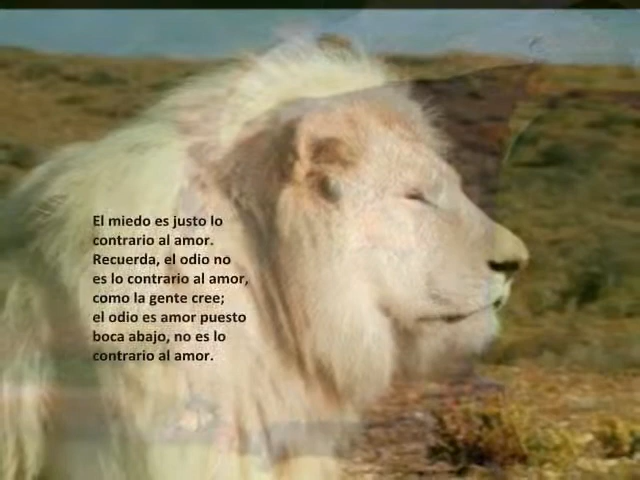 El miedo es justo lo
contrario al amor.
Recuerda, el odio no
es lo contrario al amor,
como la gente cree;
el odio es amor puesto
boca abajo, no es lo
contrario al amor.